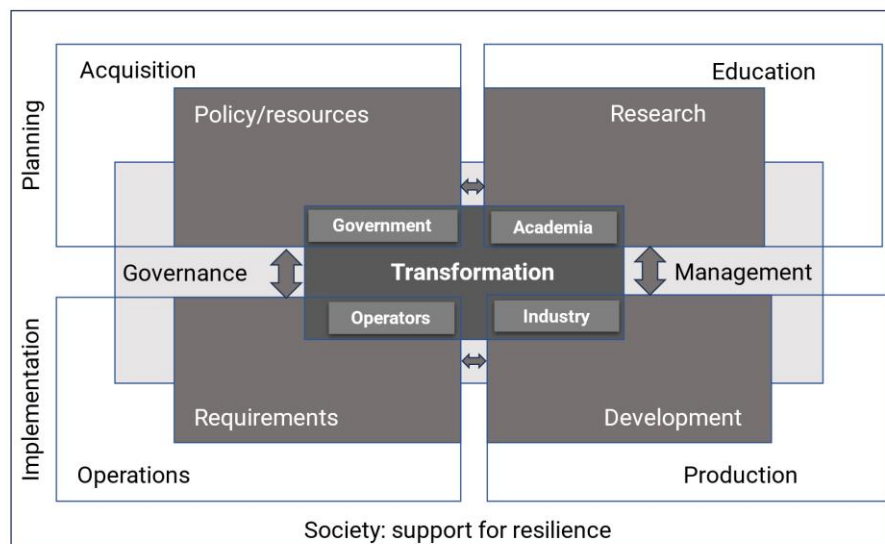 Acquisition
Education
Policy/resources
Research
Planning
Government
Academia
Governance
Transformation
Management
Operators
Industry
Implementation
Requirements
Development
Operations
Production
Society: support for resilience